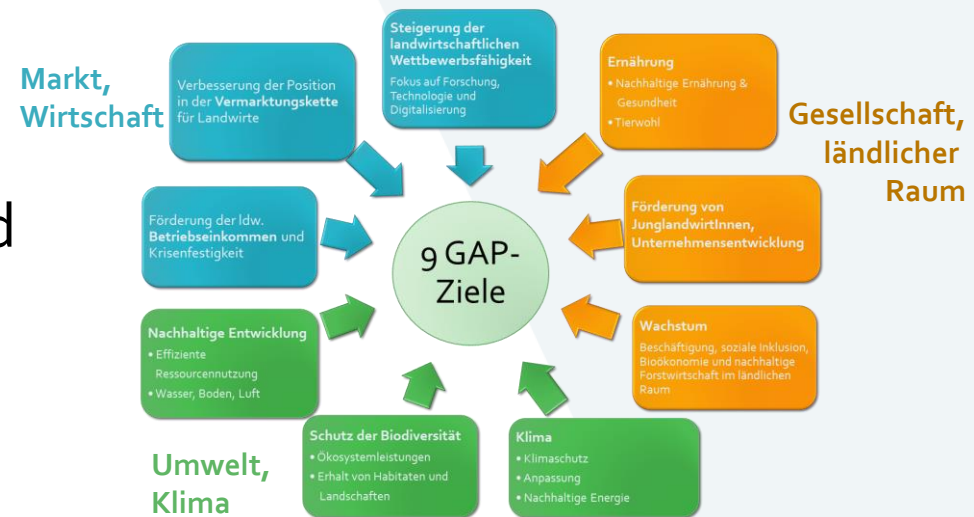 Markt,
Wirtschaft
Verbesserung der Position
in der Vermarktungskette
für Landwirte
Steigerung der
landwirtschaftlichen
Wettbewerbsfähigkeit
Fokus auf Forschung,
Technologie und
Digitalisierung
Ernährung
• Nachhaltige Ernährung &
Gesundheit
• Tierwohl
Gesellschaft,
ländlicher
Raum
d
Förderung der ldw.
Betriebseinkommen und
Krisenfestigkeit
9 GAP-
Ziele
Förderung von
JunglandwirtInnen,
Unternehmensentwicklung
Nachhaltige Entwicklung
• Effiziente
Ressourcennutzung
• Wasser, Boden, Luft
Wachstum
Beschäftigung, soziale Inklusion,
Bioökonomie und nachhaltige
Forstwirtschaft im ländlichen
Raum
Umwelt,
Klima
Schutz der Biodiversität
• Ökosystemleistungen
• Erhalt von Habitaten und
Landschaften
Klima
• Klimaschutz
• Anpassung
• Nachhaltige Energie